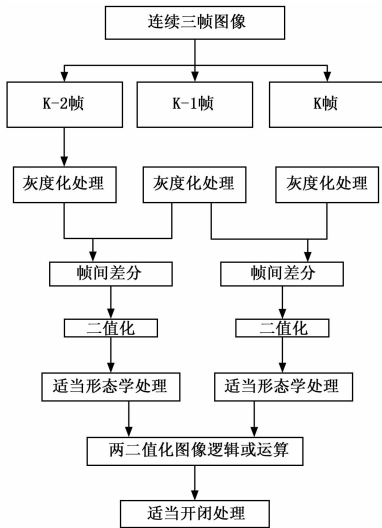 连续三帧图像
K-2帧
K-1帧
K帧
灰度化处理
灰度化处理
灰度化处理
帧间差分
帧间差分
二值化
二值化
适当形态学处理
适当形态学处理
两二值化图像逻辑或运算
适当开闭处理